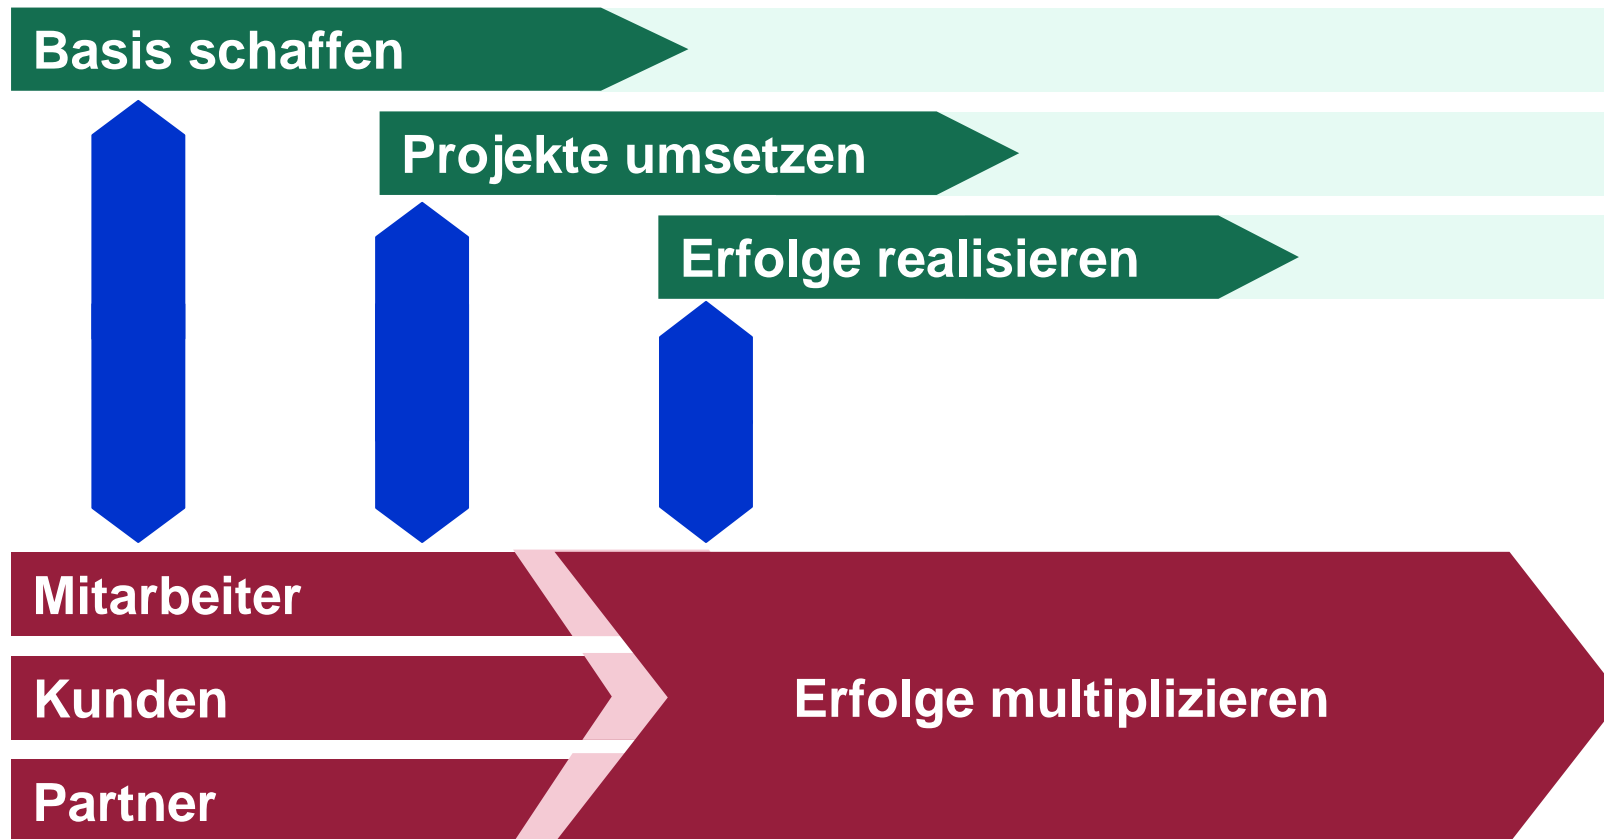 Basis schaffen
Projekte umsetzen
Erfolge realisieren
Mitarbeiter
Kunden
Erfolge multiplizieren
Partner